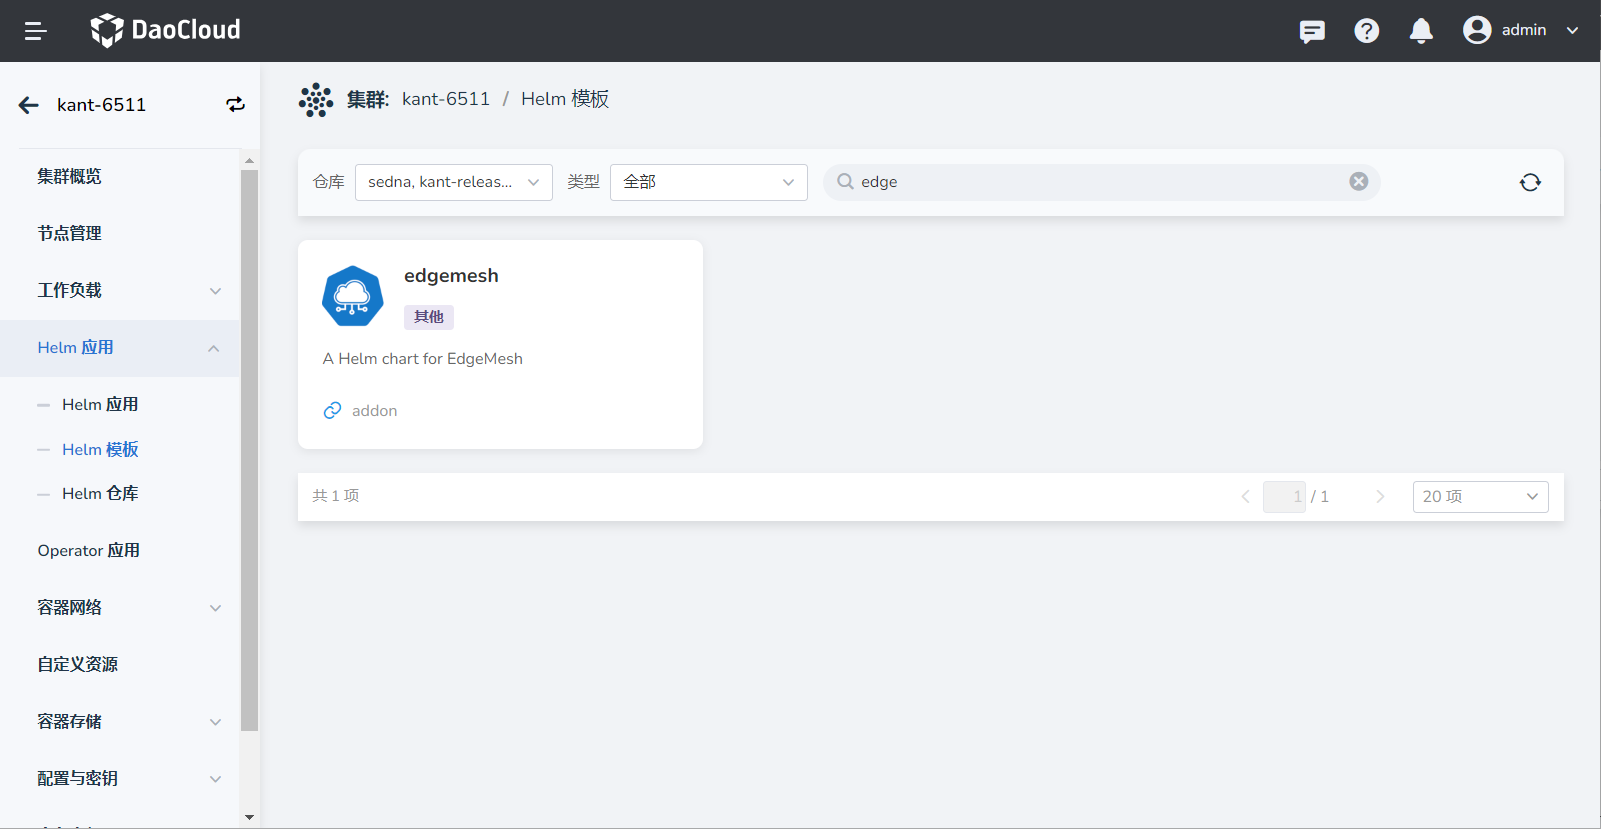 DaoCloud
admin
kant-6511
集群概览
节点管理
工作负载
Helm 应用
Helm 应用
Helm 模板
Helm 仓库
Operator 应用
容器网络
自定义资源
容器存储
配置与密钥
集群: kant-6511 / Helm 模板
仓库 sedna, kant-releas... 类型 全部 edge
edgemesh
其他
A Helm chart for EdgeMesh
addon
共 1 项
1 / 1
20 项